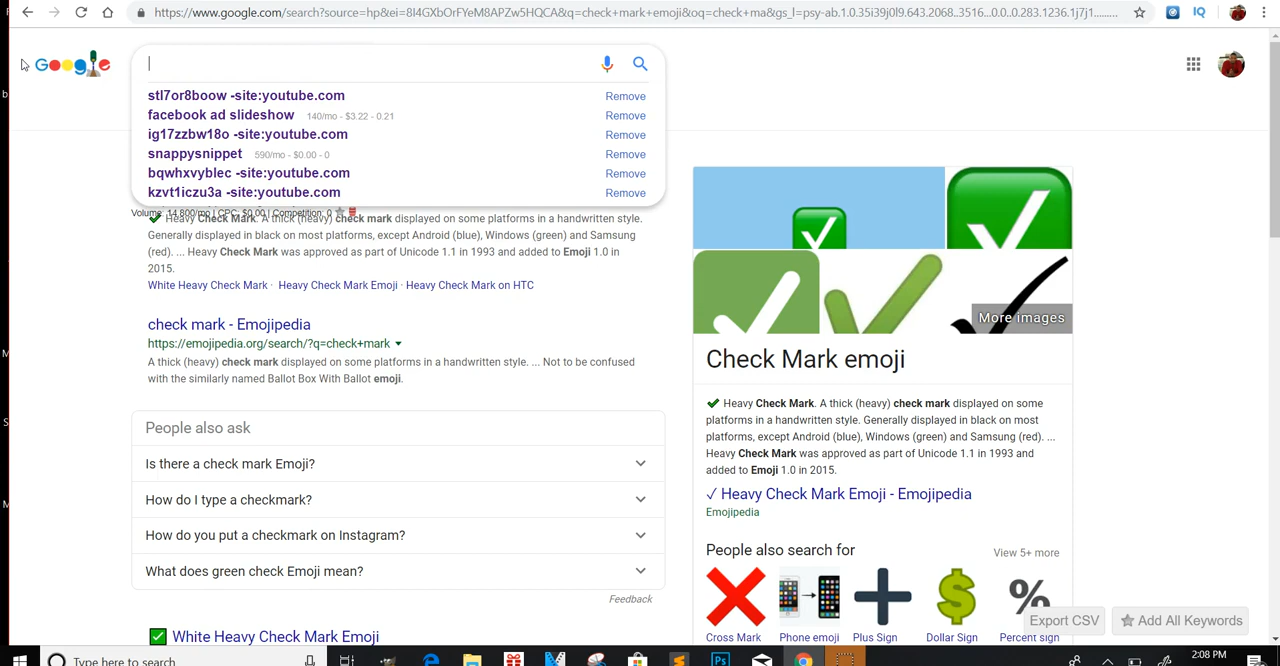 https://www.google.com/search?source=hp&ei=8I4GXbOrFYeM8APZw5HQCA&q=check+mark+emoji&oq=check+ma&gs_l=psy-ab.1.0.35i39j0l9.643.2068..3516...0.0..0.283.1236.1j7j1.........
IQ
stl7or8boow -site:youtube.com Remove
facebook ad slideshow 140/mo - $3.22 - 0.21 Remove
ig17zzbw18o -site:youtube.com Remove
snappysnippet 590/mo - $0.00 - 0 Remove
bqwhxvyblec -site:youtube.com Remove
kzvt1iczu3a -site:youtube.com Remove
Volume: 14,800/mo | CPC: $0.00 | Competition: 0
✔ Heavy Check Mark. A thick (heavy) check mark displayed on some platforms in a handwritten style.
Generally displayed in black on most platforms, except Android (blue), Windows (green) and Samsung
(red). ... Heavy Check Mark was approved as part of Unicode 1.1 in 1993 and added to Emoji 1.0 in
2015.
White Heavy Check Mark · Heavy Check Mark Emoji · Heavy Check Mark on HTC
check mark - Emojipedia
https://emojipedia.org/search/?q=check+mark
A thick (heavy) check mark displayed on some platforms in a handwritten style. ... Not to be confused
with the similarly named Ballot Box With Ballot emoji.
People also ask
Is there a check mark Emoji?
How do I type a checkmark?
How do you put a checkmark on Instagram?
What does green check Emoji mean?
Feedback
✅ White Heavy Check Mark Emoji
More images
Check Mark emoji
✔ Heavy Check Mark. A thick (heavy) check mark displayed on some
platforms in a handwritten style. Generally displayed in black on most
platforms, except Android (blue), Windows (green) and Samsung (red). ...
Heavy Check Mark was approved as part of Unicode 1.1 in 1993 and
added to Emoji 1.0 in 2015.
✓ Heavy Check Mark Emoji - Emojipedia
Emojipedia
People also search for View 5+ more
Cross Mark Phone emoji Plus Sign Dollar Sign Percent sign
Export CSV Add All Keywords
Type here to search
Ps
2:08 PM